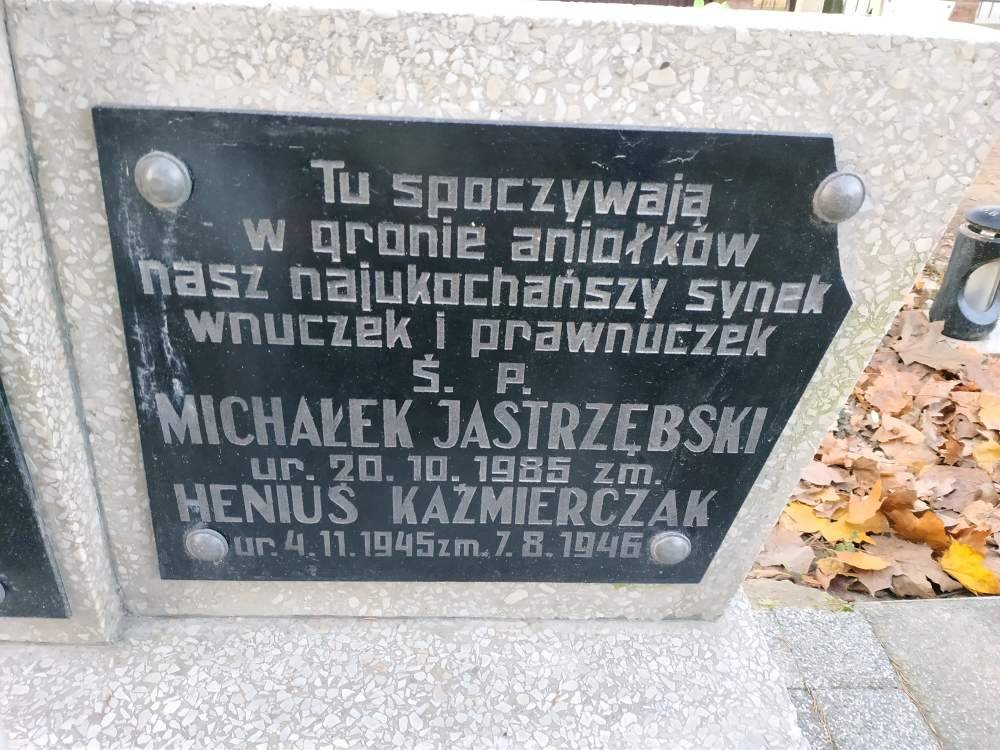 Tu spoczywają
w gronie aniołków
nasz najukochańszy synek
wnuczek i prawnuczek
Ś. P.
MICHAŁEK JASTRZĘBSKI
ur. 20. 10. 1985 zm.
HENIUŚ KAŹMIERCZAK
ur. 4. 11. 1945 zm. 7. 8. 1946